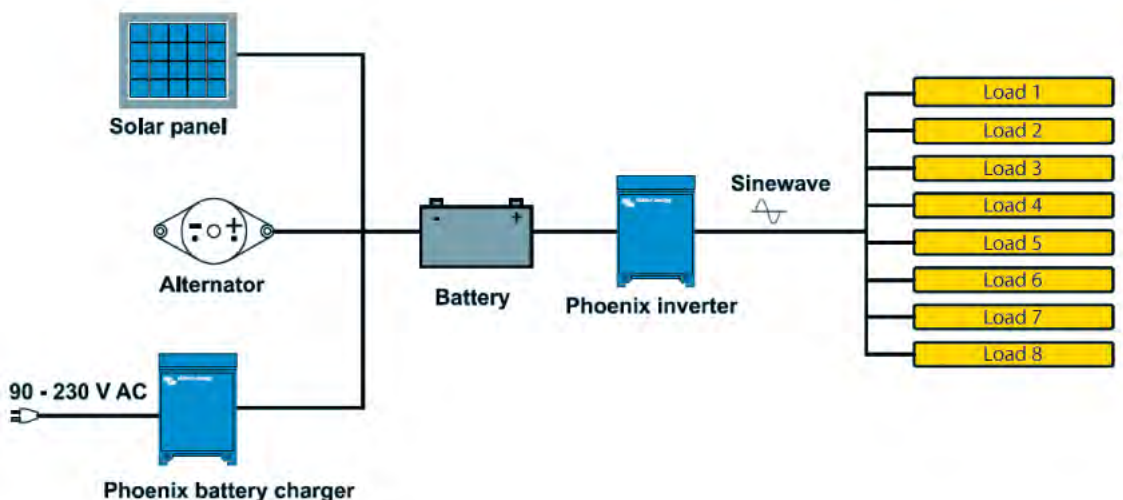 Solar panel
Alternator
90 - 230 V AC
Phoenix battery charger
- +
- +
Battery
Phoenix inverter
Sinewave
Load 1
Load 2
Load 3
Load 4
Load 5
Load 6
Load 7
Load 8